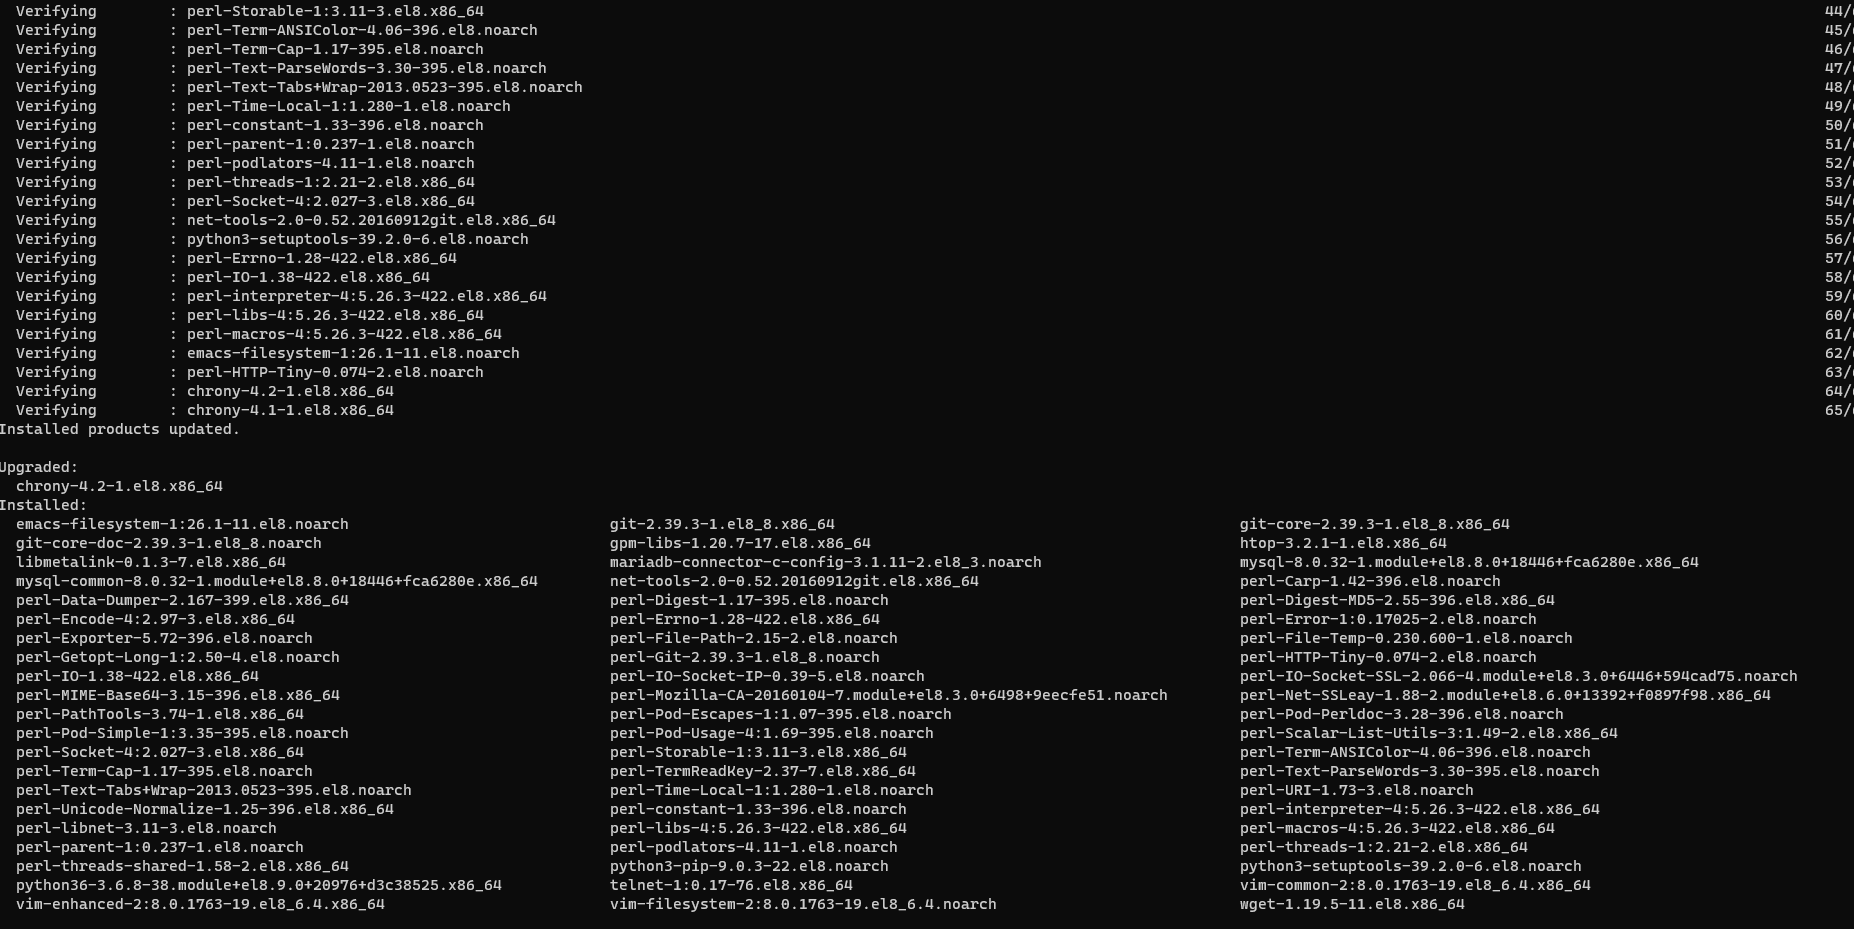 Verifying : perl-Storable-1:3.11-3.el8.x86_64 44/
Verifying : perl-Term-ANSIColor-4.06-396.el8.noarch 45/
Verifying : perl-Term-Cap-1.17-395.el8.noarch 46/
Verifying : perl-Text-ParseWords-3.30-395.el8.noarch 47/
Verifying : perl-Text-Tabs+Wrap-2013.0523-395.el8.noarch 48/
Verifying : perl-Time-Local-1:1.280-1.el8.noarch 49/
Verifying : perl-constant-1.33-396.el8.noarch 50/
Verifying : perl-parent-1:0.237-1.el8.noarch 51/
Verifying : perl-podlators-4.11-1.el8.noarch 52/
Verifying : perl-threads-1:2.21-2.el8.x86_64 53/
Verifying : perl-Socket-4:2.027-3.el8.x86_64 54/
Verifying : net-tools-2.0-0.52.20160912git.el8.x86_64 55/
Verifying : python3-setuptools-39.2.0-6.el8.noarch 56/
Verifying : perl-Errno-1.28-422.el8.x86_64 57/
Verifying : perl-IO-1.38-422.el8.x86_64 58/
Verifying : perl-interpreter-4:5.26.3-422.el8.x86_64 59/
Verifying : perl-libs-4:5.26.3-422.el8.x86_64 60/
Verifying : perl-macros-4:5.26.3-422.el8.x86_64 61/
Verifying : emacs-filesystem-1:26.1-11.el8.noarch 62/
Verifying : perl-HTTP-Tiny-0.074-2.el8.noarch 63/
Verifying : chrony-4.2-1.el8.x86_64 64/
Verifying : chrony-4.1-1.el8.x86_64 65/
Installed products updated.
Upgraded:
chrony-4.2-1.el8.x86_64
Installed:
emacs-filesystem-1:26.1-11.el8.noarch git-2.39.3-1.el8_8.x86_64 git-core-2.39.3-1.el8_8.x86_64
git-core-doc-2.39.3-1.el8_8.noarch gpm-libs-1.20.7-17.el8.x86_64 htop-3.2.1-1.el8.x86_64
libmetalink-0.1.3-7.el8.x86_64 mariadb-connector-c-config-3.1.11-2.el8_3.noarch mysql-8.0.32-1.module+el8.8.0+18446+fca6280e.x86_64
mysql-common-8.0.32-1.module+el8.8.0+18446+fca6280e.x86_64 net-tools-2.0-0.52.20160912git.el8.x86_64 perl-Carp-1.42-396.el8.noarch
perl-Data-Dumper-2.167-399.el8.x86_64 perl-Digest-1.17-395.el8.noarch perl-Digest-MD5-2.55-396.el8.x86_64
perl-Encode-4:2.97-3.el8.x86_64 perl-Errno-1.28-422.el8.x86_64 perl-Error-1:0.17025-2.el8.noarch
perl-Exporter-5.72-396.el8.noarch perl-File-Path-2.15-2.el8.noarch perl-File-Temp-0.230.600-1.el8.noarch
perl-Getopt-Long-1:2.50-4.el8.noarch perl-Git-2.39.3-1.el8_8.noarch perl-HTTP-Tiny-0.074-2.el8.noarch
perl-IO-1.38-422.el8.x86_64 perl-IO-Socket-IP-0.39-5.el8.noarch perl-IO-Socket-SSL-2.066-4.module+el8.3.0+6446+594cad75.noarch
perl-MIME-Base64-3.15-396.el8.x86_64 perl-Mozilla-CA-20160104-7.module+el8.3.0+6498+9eecfe51.noarch perl-Net-SSLeay-1.88-2.module+el8.6.0+13392+f0897f98.x86_64
perl-PathTools-3.74-1.el8.x86_64 perl-Pod-Escapes-1:1.07-395.el8.noarch perl-Pod-Perldoc-3.28-396.el8.noarch
perl-Pod-Simple-1:3.35-395.el8.noarch perl-Pod-Usage-4:1.69-395.el8.noarch perl-Scalar-List-Utils-3:1.49-2.el8.x86_64
perl-Socket-4:2.027-3.el8.x86_64 perl-Storable-1:3.11-3.el8.x86_64 perl-Term-ANSIColor-4.06-396.el8.noarch
perl-Term-Cap-1.17-395.el8.noarch perl-TermReadKey-2.37-7.el8.x86_64 perl-Text-ParseWords-3.30-395.el8.noarch
perl-Text-Tabs+Wrap-2013.0523-395.el8.noarch perl-Time-Local-1:1.280-1.el8.noarch perl-URI-1.73-3.el8.noarch
perl-Unicode-Normalize-1.25-396.el8.x86_64 perl-constant-1.33-396.el8.noarch perl-interpreter-4:5.26.3-422.el8.x86_64
perl-libnet-3.11-3.el8.noarch perl-libs-4:5.26.3-422.el8.x86_64 perl-macros-4:5.26.3-422.el8.x86_64
perl-parent-1:0.237-1.el8.noarch perl-podlators-4.11-1.el8.noarch perl-threads-1:2.21-2.el8.x86_64
perl-threads-shared-1.58-2.el8.x86_64 python3-pip-9.0.3-22.el8.noarch python3-setuptools-39.2.0-6.el8.noarch
python36-3.6.8-38.module+el8.9.0+20976+d3c38525.x86_64 telnet-1:0.17-76.el8.x86_64 vim-common-2:8.0.1763-19.el8_6.4.x86_64
vim-enhanced-2:8.0.1763-19.el8_6.4.x86_64 vim-filesystem-2:8.0.1763-19.el8_6.4.noarch wget-1.19.5-11.el8.x86_64